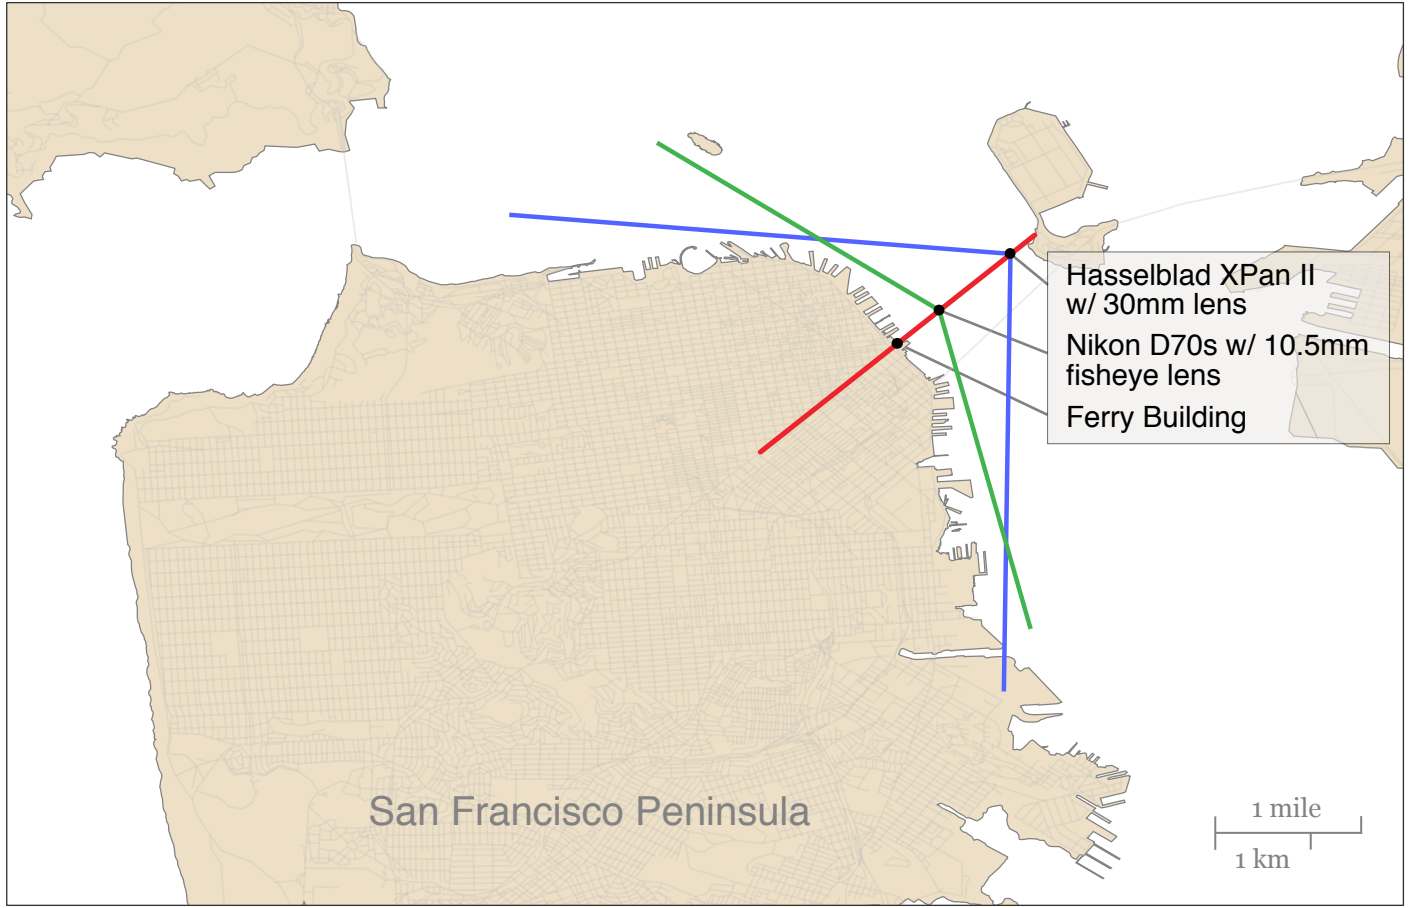 Hasselblad XPan II
w/ 30mm lens
Nikon D70s w/ 10.5mm
fisheye lens
Ferry Building
San Francisco Peninsula
1 mile
1 km